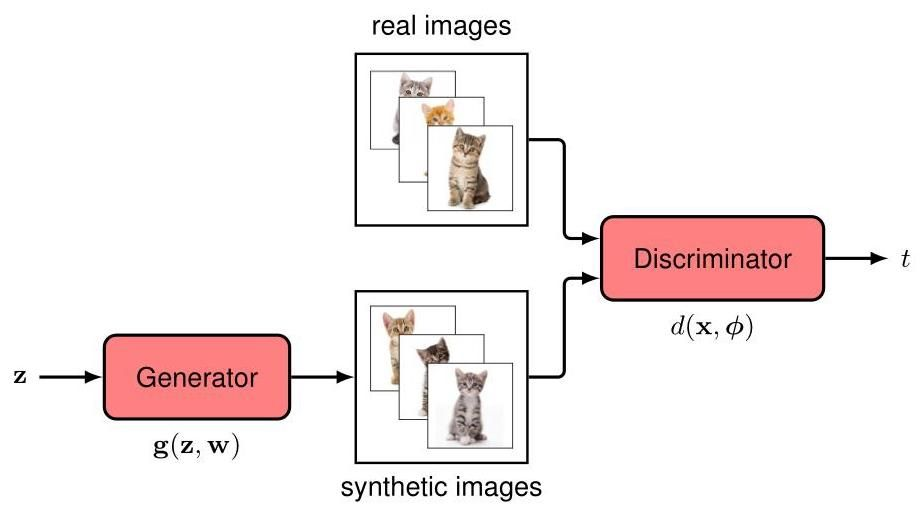 real images
Discriminator
t
d(x, ϕ)
z
Generator
g(z, w)
synthetic images